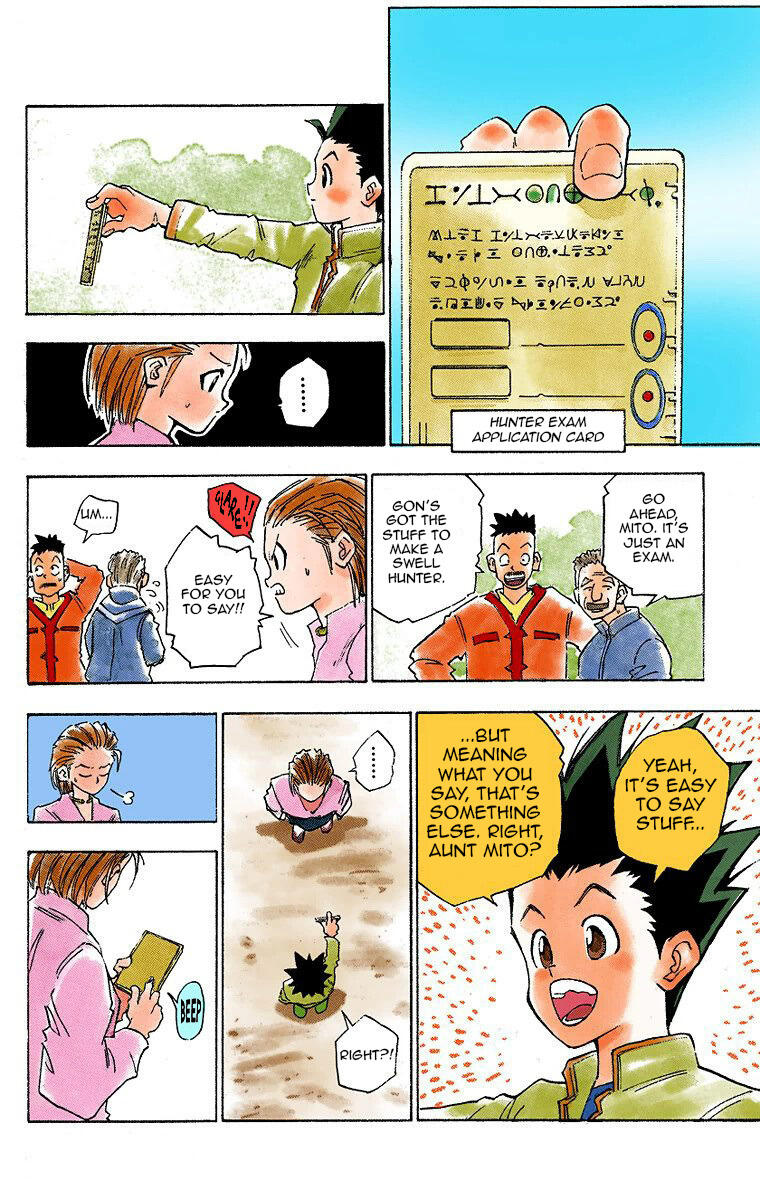 HUNTER EXAM
APPLICATION CARD
......
GO
AHEAD,
MITO. IT'S
JUST AN
EXAM.
GON'S
GOT THE
STUFF TO
MAKE A
SWELL
HUNTER.
GLARE!!
EASY
FOR YOU
TO SAY!!
UM...
YEAH,
IT'S EASY
TO SAY
STUFF...
...BUT
MEANING
WHAT YOU
SAY, THAT'S
SOMETHING
ELSE. RIGHT,
AUNT MITO?
....
RIGHT?!
BEEP